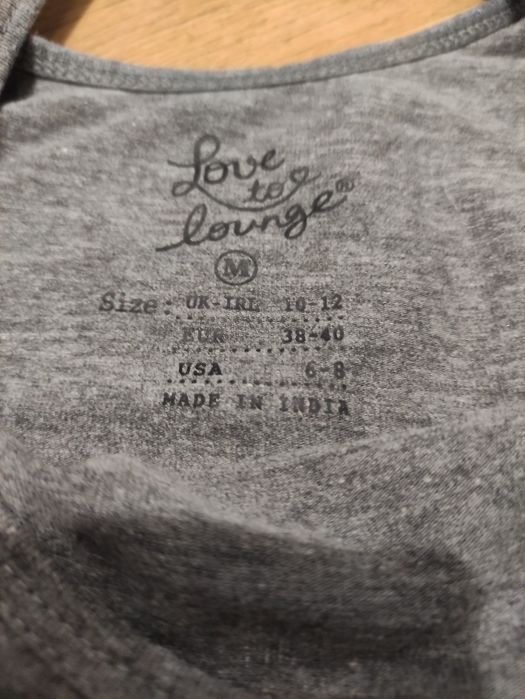 Love
to
lounge®
M
Size: UK-IRL 10-12
EUR 38-40
USA 6-8
MADE IN INDIA